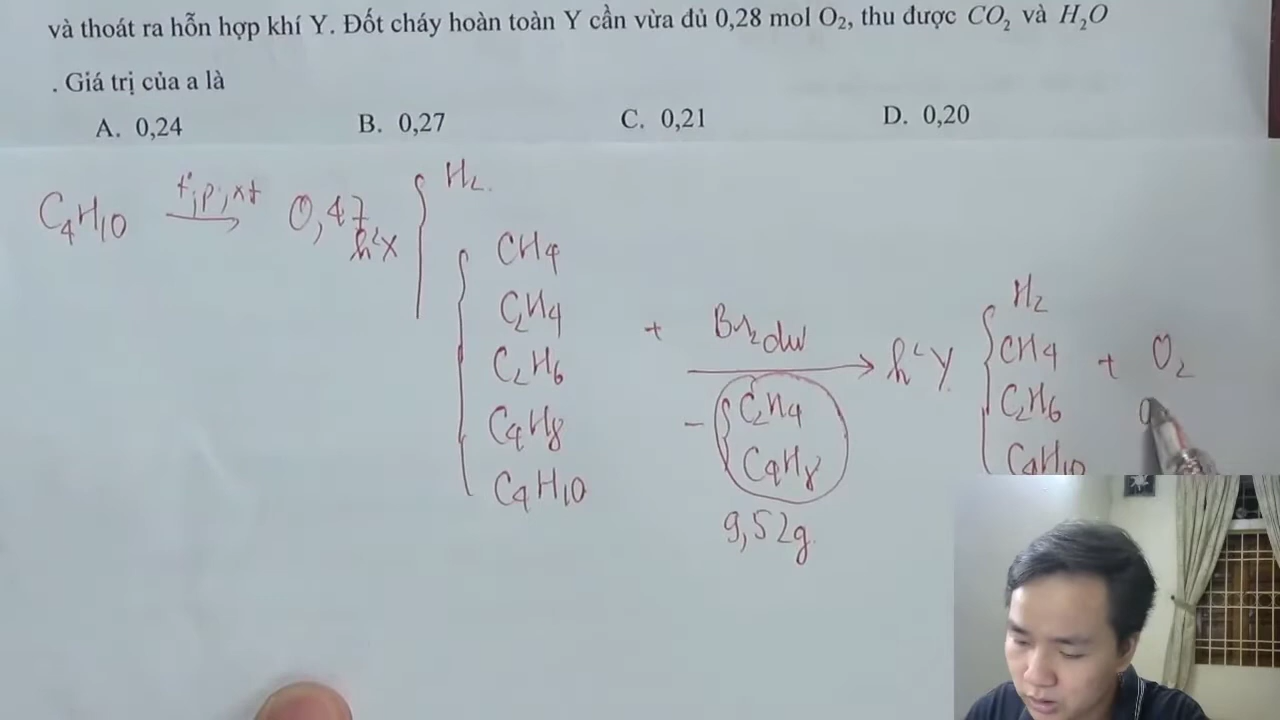 và thoát ra hỗn hợp khí Y. Đốt cháy hoàn toàn Y cần vừa đủ 0,28 mol O₂, thu được CO₂ và H₂O
. Giá trị của a là
A. 0,24 B. 0,27 C. 0,21 D. 0,20
C₄H₁₀ t°, p, xt → 0,47 h²X { H₂
CH₄
C₂H₄
C₂H₆
C₄H₈
C₄H₁₀
+ Br₂ dư →
- { C₂H₄
C₄H₈
9,52g
h²Y { H₂
CH₄
C₂H₆
C₄H₁₀
+ O₂